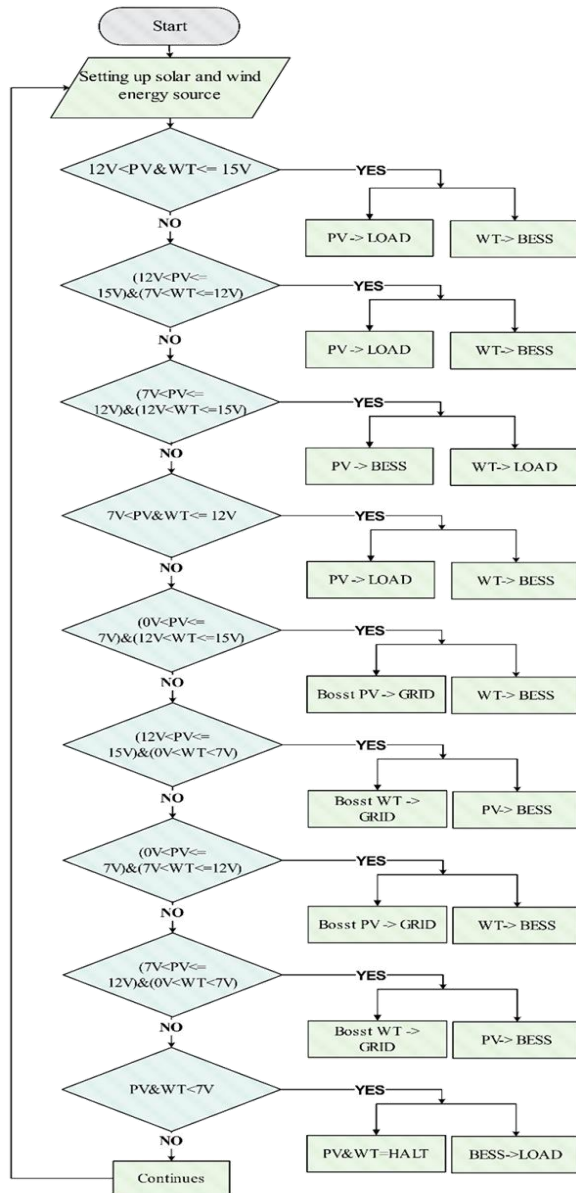 Start
Setting up solar and wind
energy source
12V<PV&WT<= 15V
YES
PV-> LOAD
WT-> BESS
NO
(12V<PV<=
15V)&(7V<WT<=12V)
YES
PV-> LOAD
WT-> BESS
NO
(7V<PV<=
12V)&(12V<WT<=15V)
YES
PV-> BESS
WT-> LOAD
NO
7V<PV&WT<= 12V
YES
PV-> LOAD
WT-> BESS
NO
(0V<PV<=
7V)&(12V<WT<=15V)
YES
Bosst PV-> GRID
WT-> BESS
NO
(12V<PV<=
15V)&(0V<WT<7V)
YES
Bosst WT ->
GRID
PV-> BESS
NO
(0V<PV<=
7V)&(7V<WT<=12V)
YES
Bosst PV-> GRID
WT-> BESS
NO
(7V<PV<=
12V)&(0V<WT<7V)
YES
Bosst WT ->
GRID
PV-> BESS
NO
PV&WT<7V
YES
PV&WT=HALT
BESS->LOAD
NO
Continues